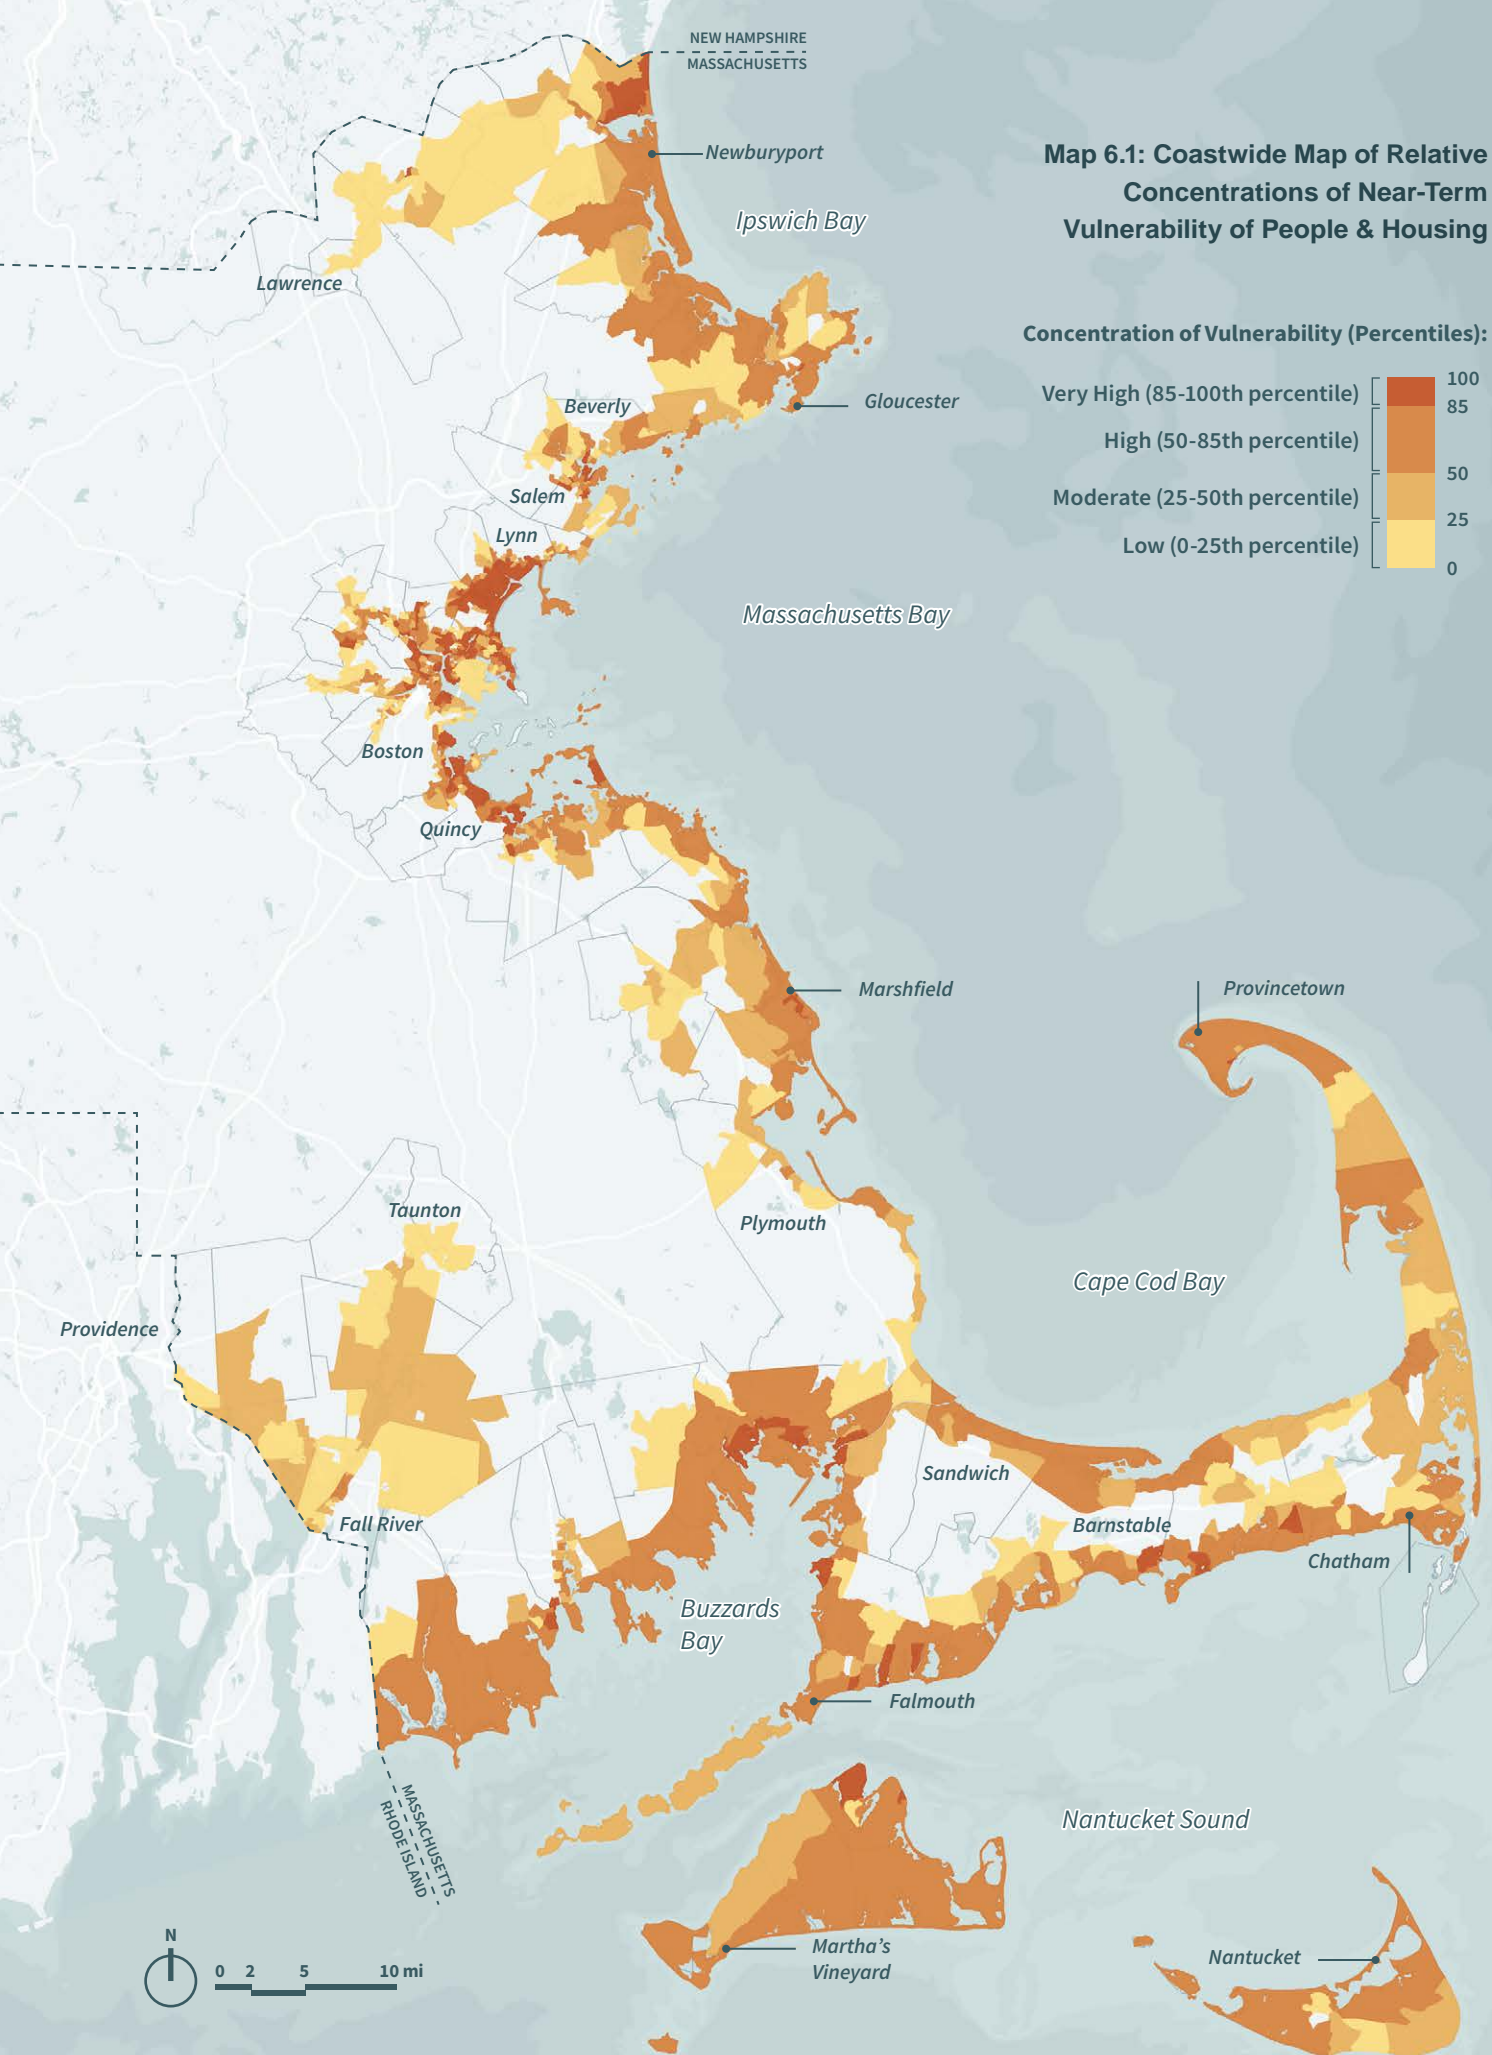 NEW HAMPSHIRE
MASSACHUSETTS
Newburyport
Map 6.1: Coastwide Map of Relative
Concentrations of Near-Term
Vulnerability of People & Housing
Ipswich Bay
Lawrence
Concentration of Vulnerability (Percentiles):
Very High (85-100th percentile)
100
85
High (50-85th percentile)
50
Moderate (25-50th percentile)
25
Low (0-25th percentile)
0
Beverly
Gloucester
Salem
Lynn
Massachusetts Bay
Boston
Quincy
Marshfield
Provincetown
Taunton
Plymouth
Cape Cod Bay
Providence
Sandwich
Fall River
Barnstable
Chatham
Buzzards
Bay
Falmouth
MASSACHUSETTS
RHODE ISLAND
Nantucket Sound
N
0 2 5 10 mi
Martha's
Vineyard
Nantucket